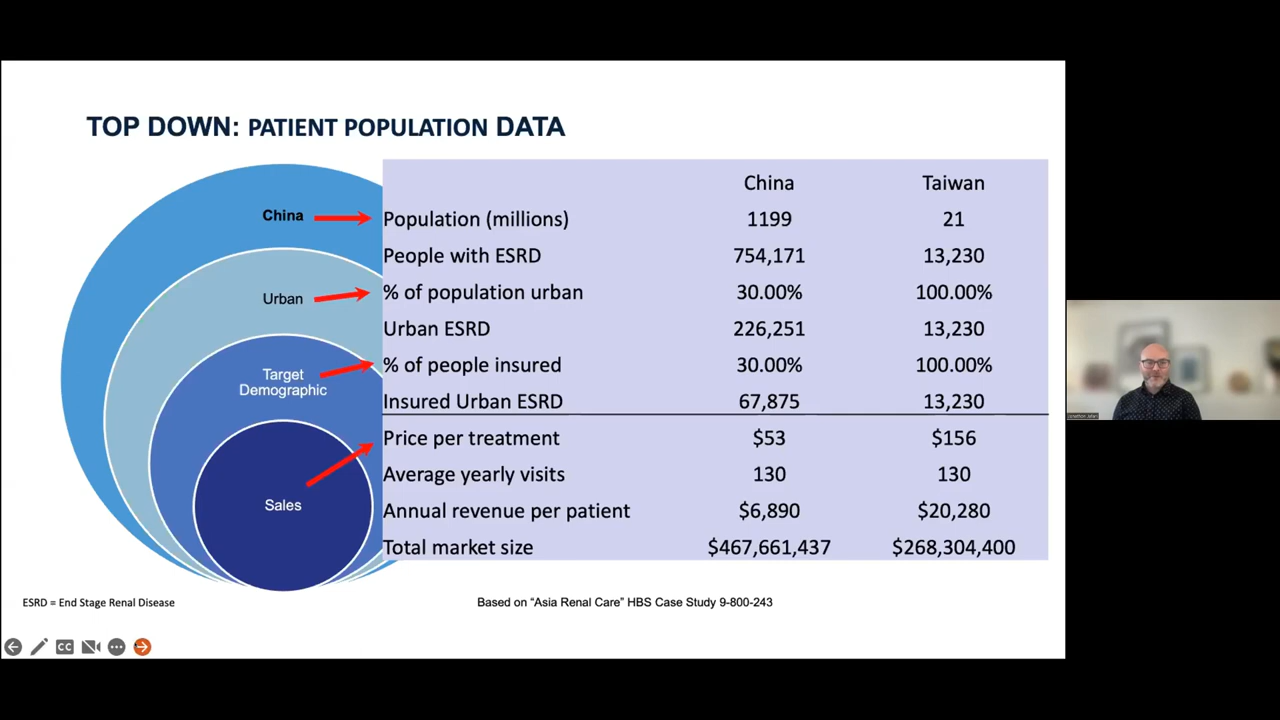 TOP DOWN: PATIENT POPULATION DATA
China
Urban
Target
Demographic
Sales
China Taiwan
Population (millions) 1199 21
People with ESRD 754,171 13,230
% of population urban 30.00% 100.00%
Urban ESRD 226,251 13,230
% of people insured 30.00% 100.00%
Insured Urban ESRD 67,875 13,230
Price per treatment $53 $156
Average yearly visits 130 130
Annual revenue per patient $6,890 $20,280
Total market size $467,661,437 $268,304,400
ESRD = End Stage Renal Disease
Based on “Asia Renal Care” HBS Case Study 9-800-243
CC